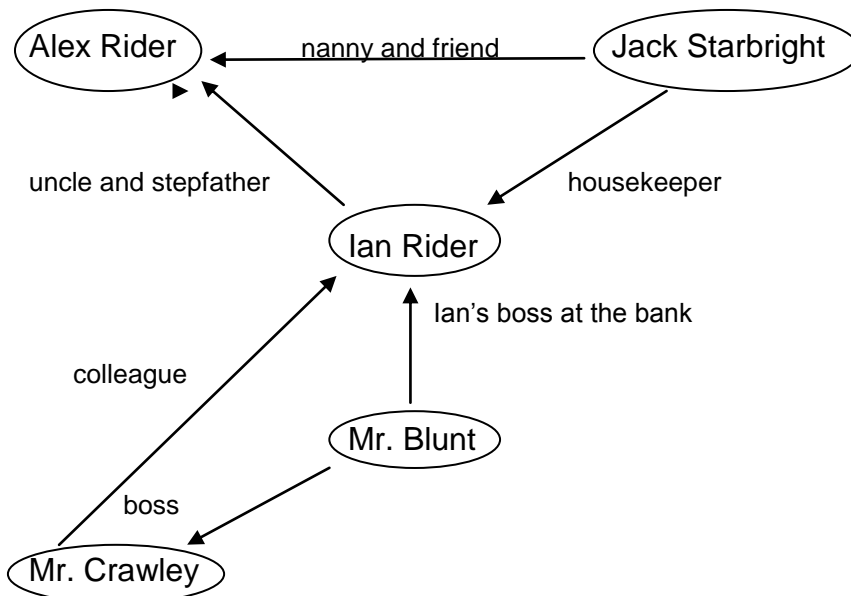 Alex Rider
nanny and friend
Jack Starbright
uncle and stepfather
housekeeper
Ian Rider
Ian’s boss at the bank
colleague
Mr. Blunt
boss
Mr. Crawley